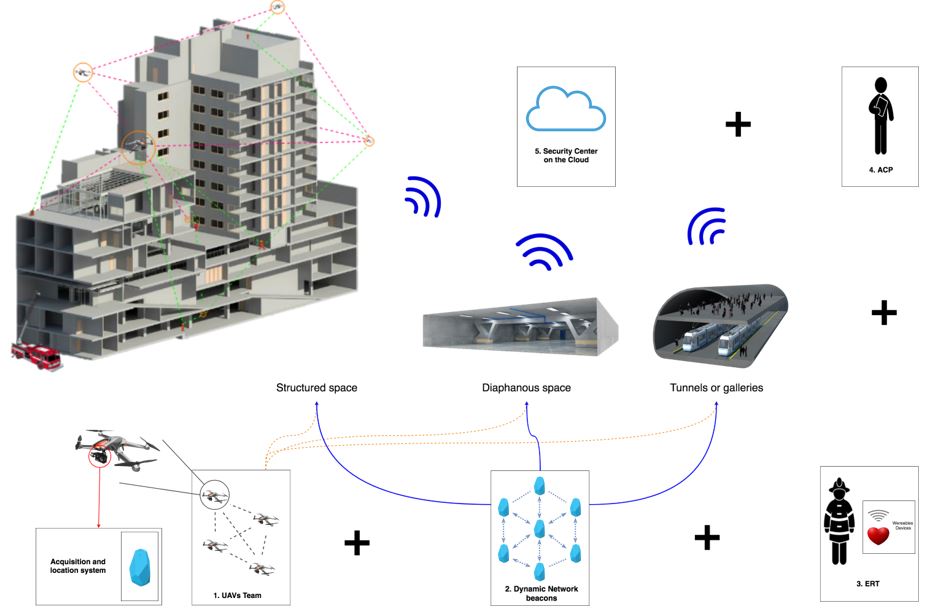 5. Security Center
on the Cloud
4. ACP
Structured space
Diaphanous space
Tunnels or galleries
Acquisition and
location system
1. UAVs Team
2. Dynamic Network
beacons
Wereables
Devices
3. ERT